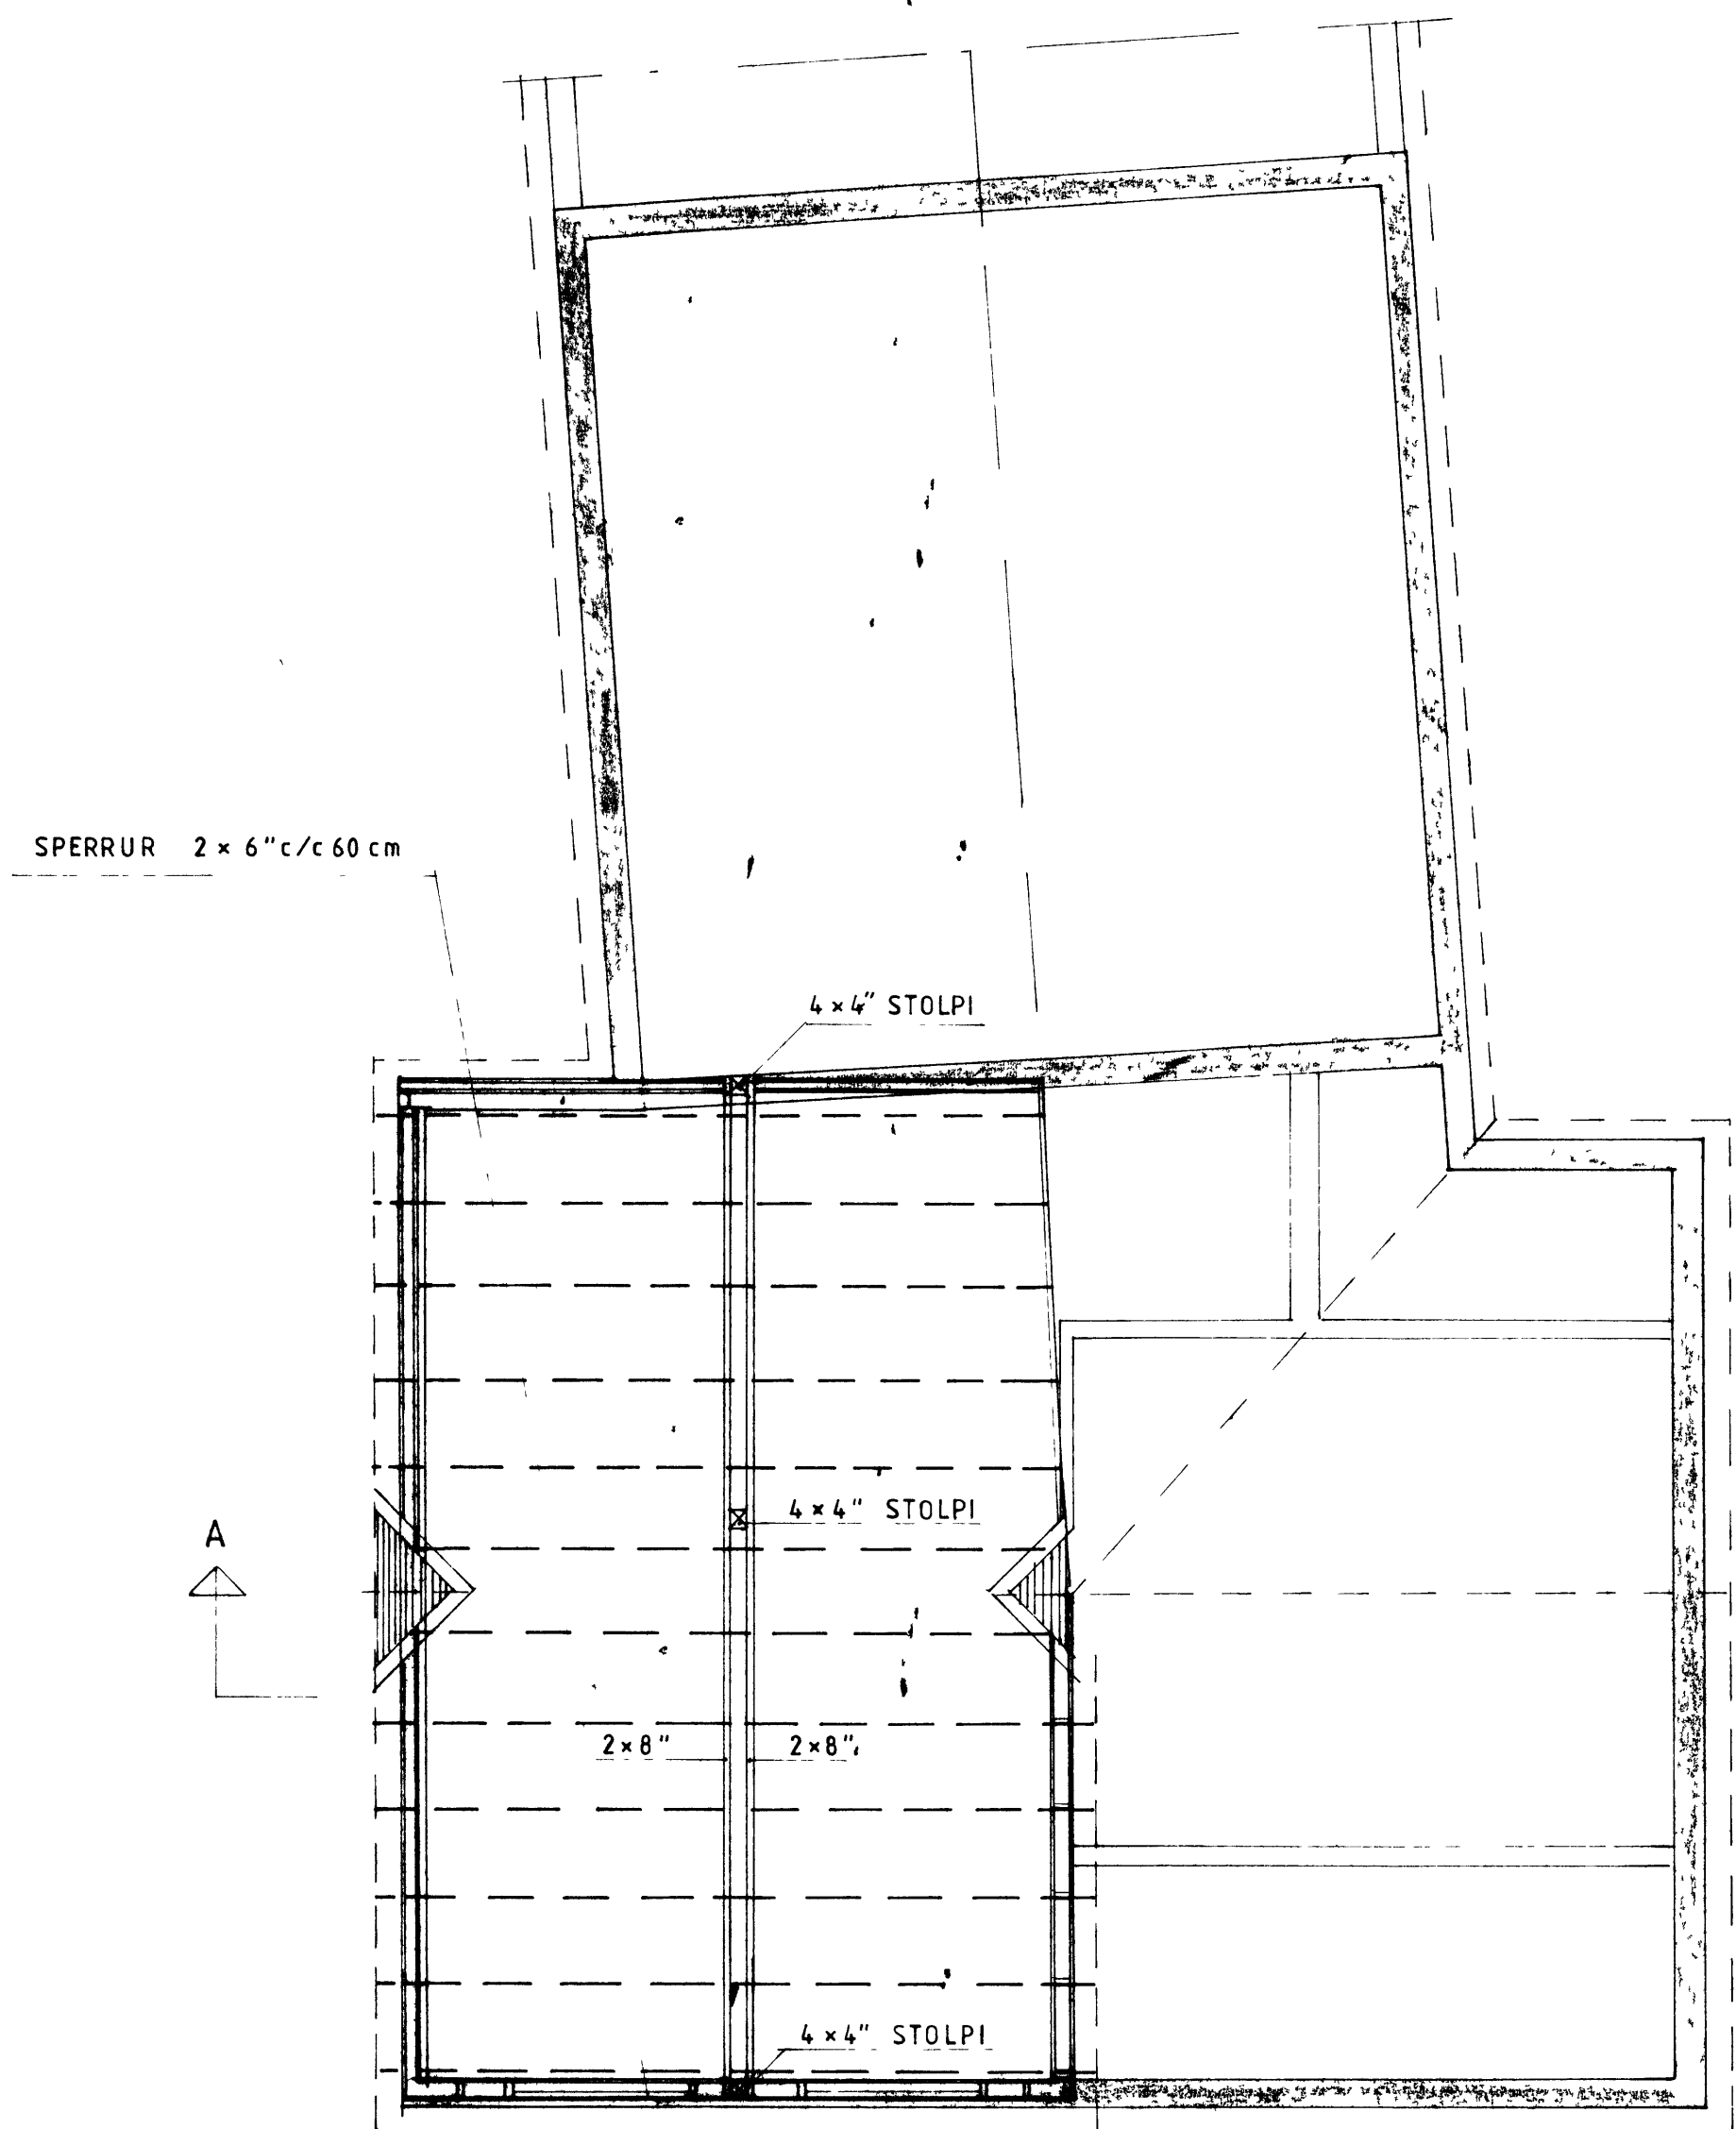 SPERRUR 2 × 6" c/c 60 cm
4 × 4" STOLPI
4 × 4" STOLPI
A
2 × 8" 2 × 8"
4 × 4" STOLPI